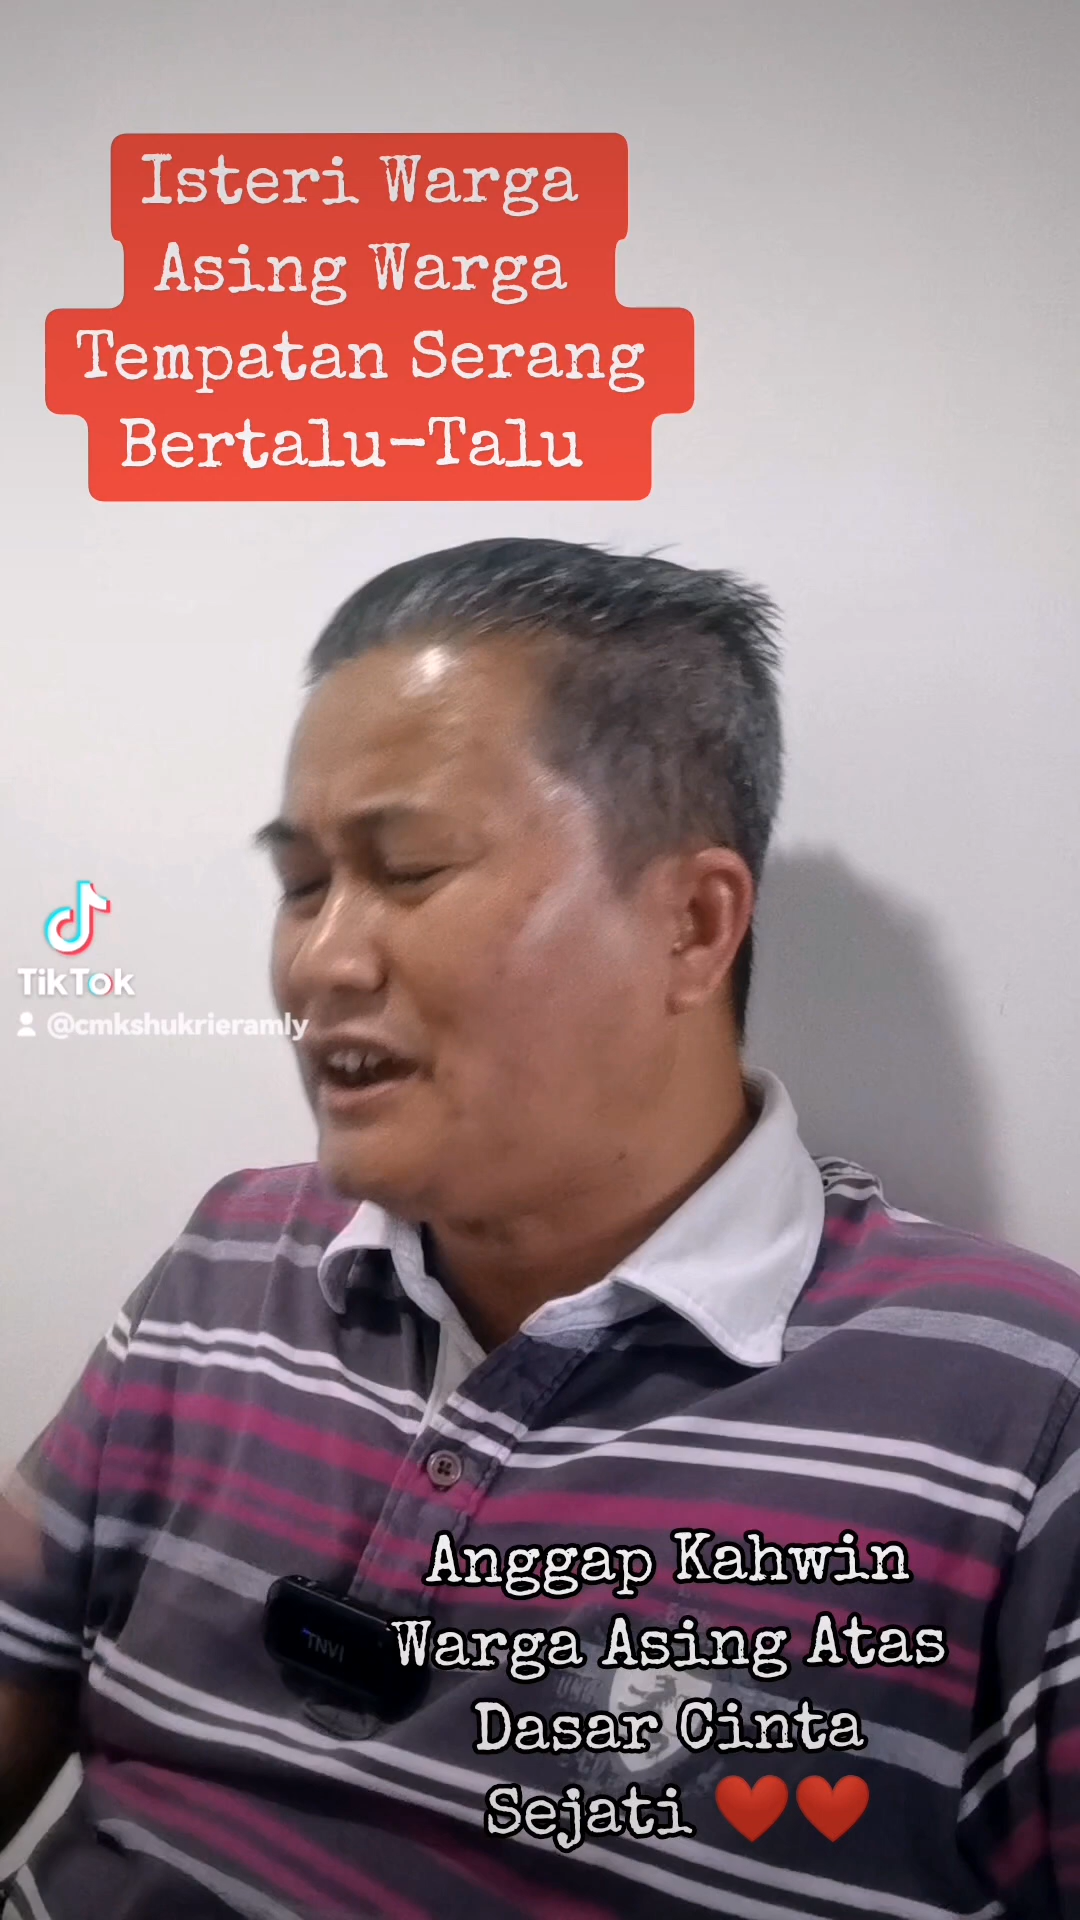 Isteri Warga
Asing Warga
Tempatan Serang
Bertalu-Talu
TikTok
@cmkshukrieramly
TNVI
Anggap Kahwin
Warga Asing Atas
Dasar Cinta
Sejati ❤️❤️